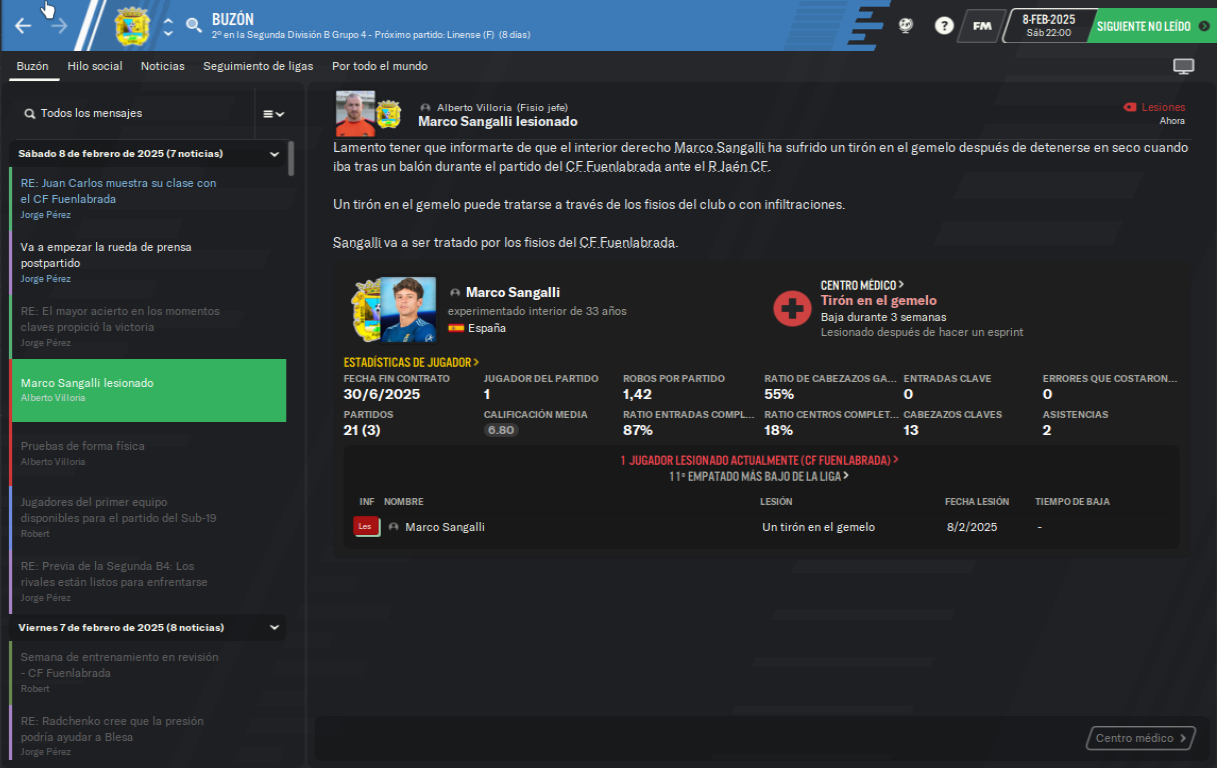 BUZÓN
2º en la Segunda División B Grupo 4 - Próximo partido: Linense (F) (8 días)
?
FM
8-FEB-2025
Sáb 22:00
SIGUIENTE NO LEÍDO
Buzón
Hilo social
Noticias
Seguimiento de ligas
Por todo el mundo
Todos los mensajes
Sábado 8 de febrero de 2025 (7 noticias)
RE: Juan Carlos muestra su clase con
el CF Fuenlabrada
Jorge Pérez
Va a empezar la rueda de prensa
postpartido
Jorge Pérez
RE: El mayor acierto en los momentos
claves propició la victoria
Jorge Pérez
Marco Sangalli lesionado
Alberto Villoria
Pruebas de forma física
Alberto Villoria
Jugadores del primer equipo
disponibles para el partido del Sub-19
Robert
RE: Previa de la Segunda B4: Los
rivales están listos para enfrentarse
Jorge Pérez
Viernes 7 de febrero de 2025 (8 noticias)
Semana de entrenamiento en revisión
- CF Fuenlabrada
Robert
RE: Radchenko cree que la presión
podría ayudar a Blesa
Jorge Pérez
Alberto Villoria (Fisio jefe)
Marco Sangalli lesionado
Lesiones
Ahora
Lamento tener que informarte de que el interior derecho Marco Sangalli ha sufrido un tirón en el gemelo después de detenerse en seco cuando
iba tras un balón durante el partido del CF Fuenlabrada ante el R Jaén CF.
Un tirón en el gemelo puede tratarse a través de los fisios del club o con infiltraciones.
Sangalli va a ser tratado por los fisios del CF Fuenlabrada.
Marco Sangalli
experimentado interior de 33 años
España
CENTRO MÉDICO >
Tirón en el gemelo
Baja durante 3 semanas
Lesionado después de hacer un esprint
ESTADÍSTICAS DE JUGADOR >
FECHA FIN CONTRATO JUGADOR DEL PARTIDO ROBOS POR PARTIDO RATIO DE CABEZAZOS GA... ENTRADAS CLAVE ERRORES QUE COSTARON...
30/6/2025 1 1,42 55% 0 0
PARTIDOS CALIFICACIÓN MEDIA RATIO ENTRADAS COMPL... RATIO CENTROS COMPLET... CABEZAZOS CLAVES ASISTENCIAS
21 (3) 6.80 87% 18% 13 2
1 JUGADOR LESIONADO ACTUALMENTE (CF FUENLABRADA) >
11º EMPATADO MÁS BAJO DE LA LIGA >
INF NOMBRE LESIÓN FECHA LESIÓN TIEMPO DE BAJA
Les Marco Sangalli Un tirón en el gemelo 8/2/2025 -
Centro médico >